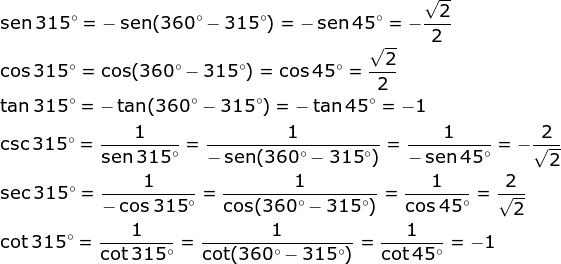 sen 315° = − sen(360° − 315°) = − sen 45° = −√2/2
cos 315° = cos(360° − 315°) = cos 45° = √2/2
tan 315° = − tan(360° − 315°) = − tan 45° = −1
csc 315° = 1/(sen 315°) = 1/(− sen(360° − 315°)) = 1/(− sen 45°) = −2/√2
sec 315° = 1/(− cos 315°) = 1/(cos(360° − 315°)) = 1/(cos 45°) = 2/√2
cot 315° = 1/(cot 315°) = 1/(cot(360° − 315°)) = 1/(cot 45°) = −1